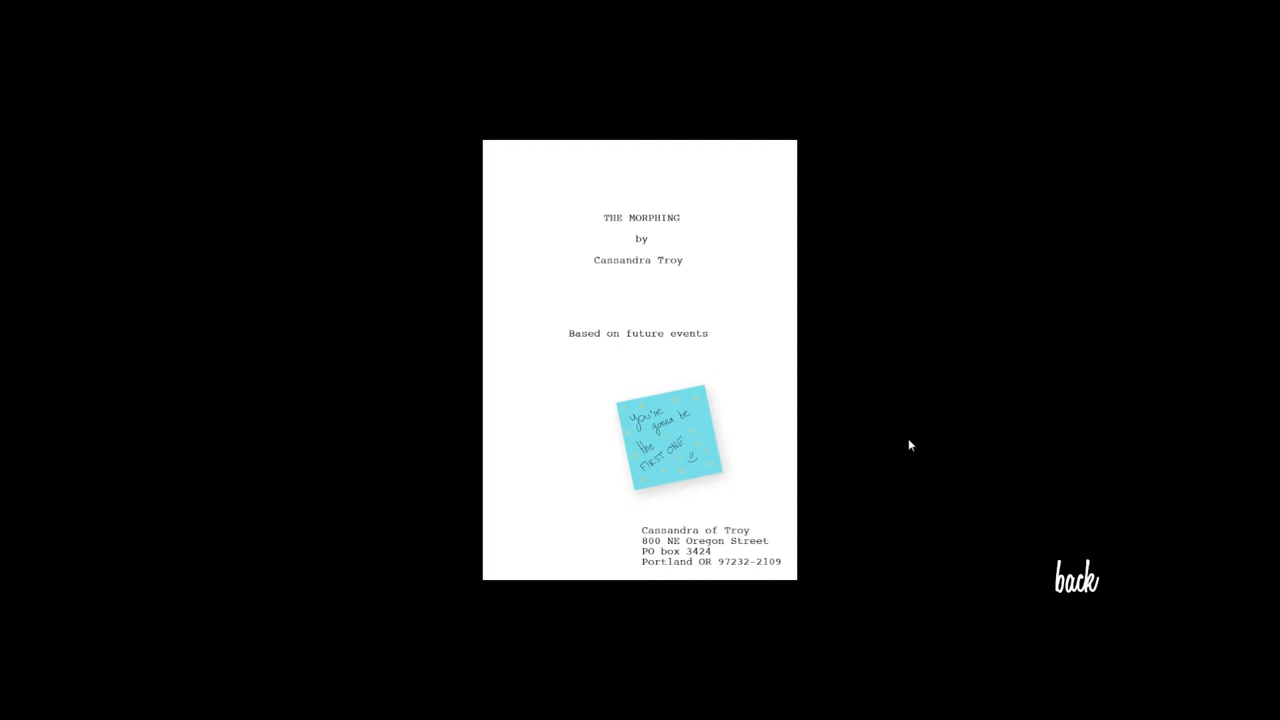 THE MORPHING
by
Cassandra Troy
Based on future events
You're
gonna be
the
FIRST ONE
Cassandra of Troy
800 NE Oregon Street
PO box 3424
Portland OR 97232-2109
back